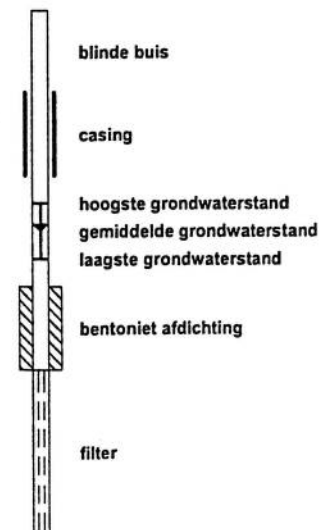 blinde buis
casing
hoogste grondwaterstand
gemiddelde grondwaterstand
laagste grondwaterstand
bentoniet afdichting
filter